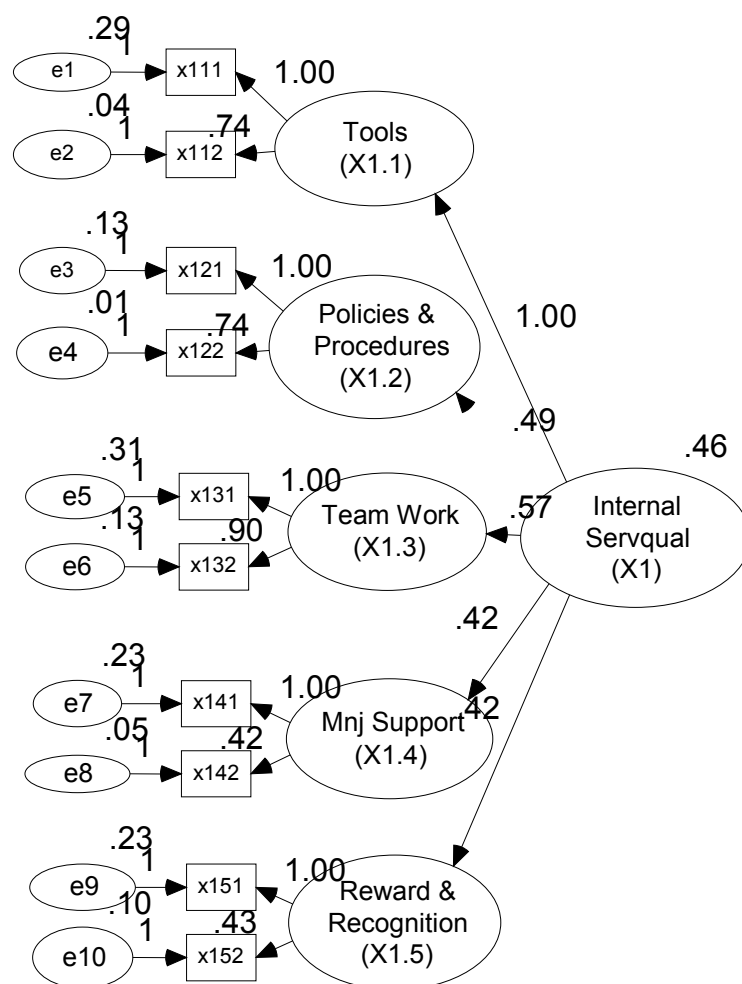 .29
1
e1
x111
1.00
.04
1
e2
x112
.74
Tools
(X1.1)
.13
1
e3
x121
1.00
.01
1
e4
x122
.74
Policies &
Procedures
(X1.2)
1.00
.49
.46
.31
1
e5
x131
1.00
.13
1
e6
x132
.90
Team Work
(X1.3)
.57
Internal
Servqual
(X1)
.42
.23
1
e7
x141
1.00
.05
1
e8
x142
.42
Mnj Support
(X1.4)
.42
.23
1
e9
x151
1.00
.10
1
e10
x152
.43
Reward &
Recognition
(X1.5)